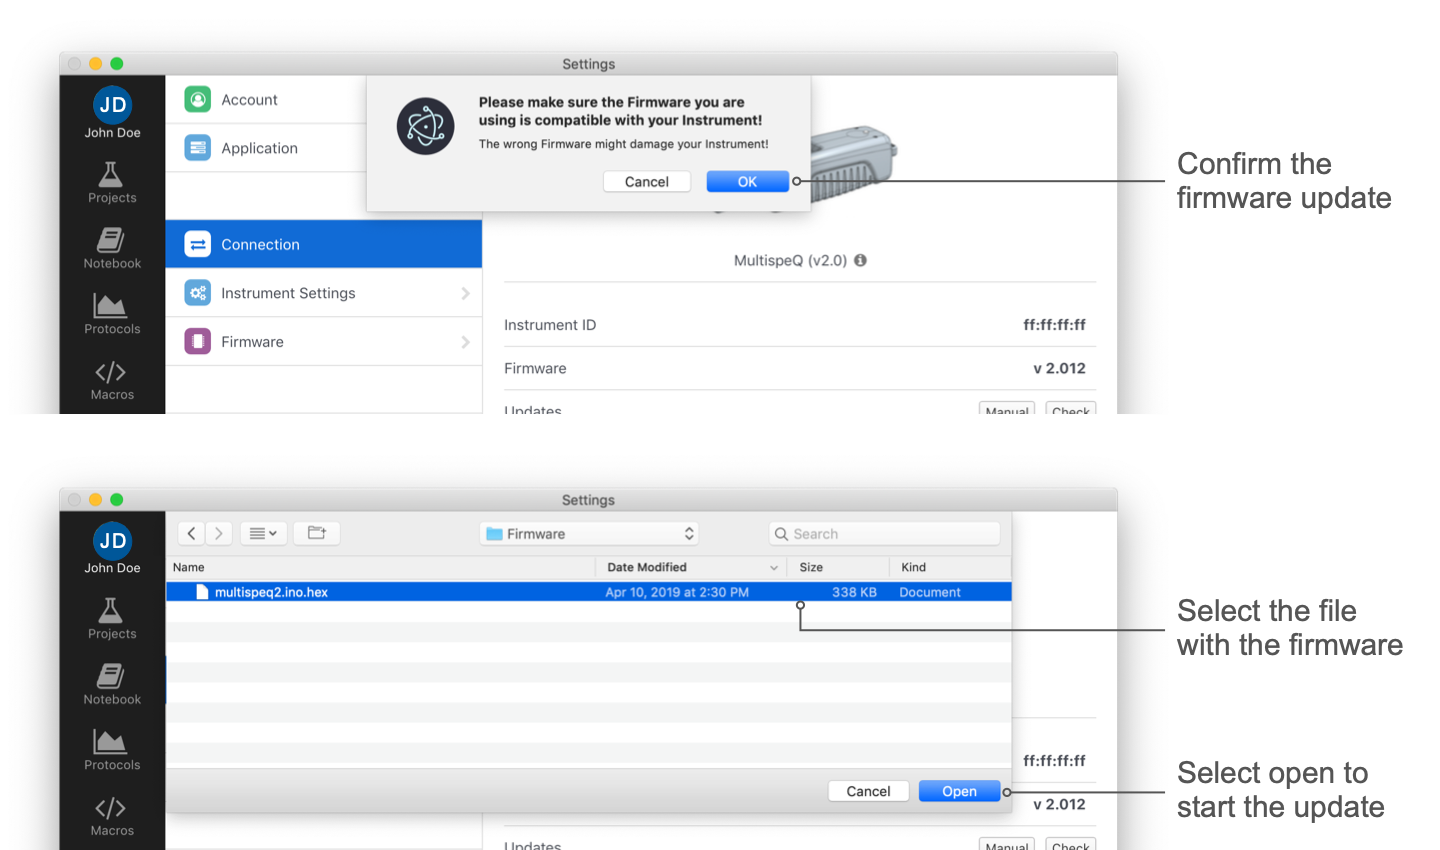 Settings
JD
John Doe
Projects
Notebook
Protocols
Macros
Account
Application
Connection
Instrument Settings
Firmware
Please make sure the Firmware you are
using is compatible with your Instrument!
The wrong Firmware might damage your Instrument!
Cancel OK
MultispeQ (v2.0)
Instrument ID ff:ff:ff:ff
Firmware v 2.012
Updates Manual Check
Confirm the
firmware update
Settings
JD
John Doe
Projects
Notebook
Protocols
Macros
Firmware Search
Name Date Modified Size Kind
multispeq2.ino.hex Apr 10, 2019 at 2:30 PM 338 KB Document
Cancel Open
ff:ff:ff:ff
v 2.012
Updates Manual Check
Select the file
with the firmware
Select open to
start the update